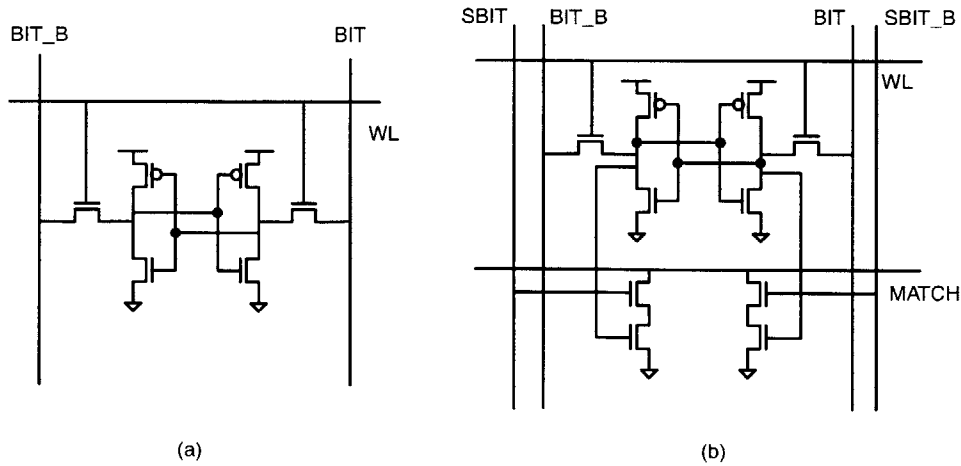 BIT_B
BIT
WL
(a)
SBIT
BIT_B
BIT
SBIT_B
WL
MATCH
(b)